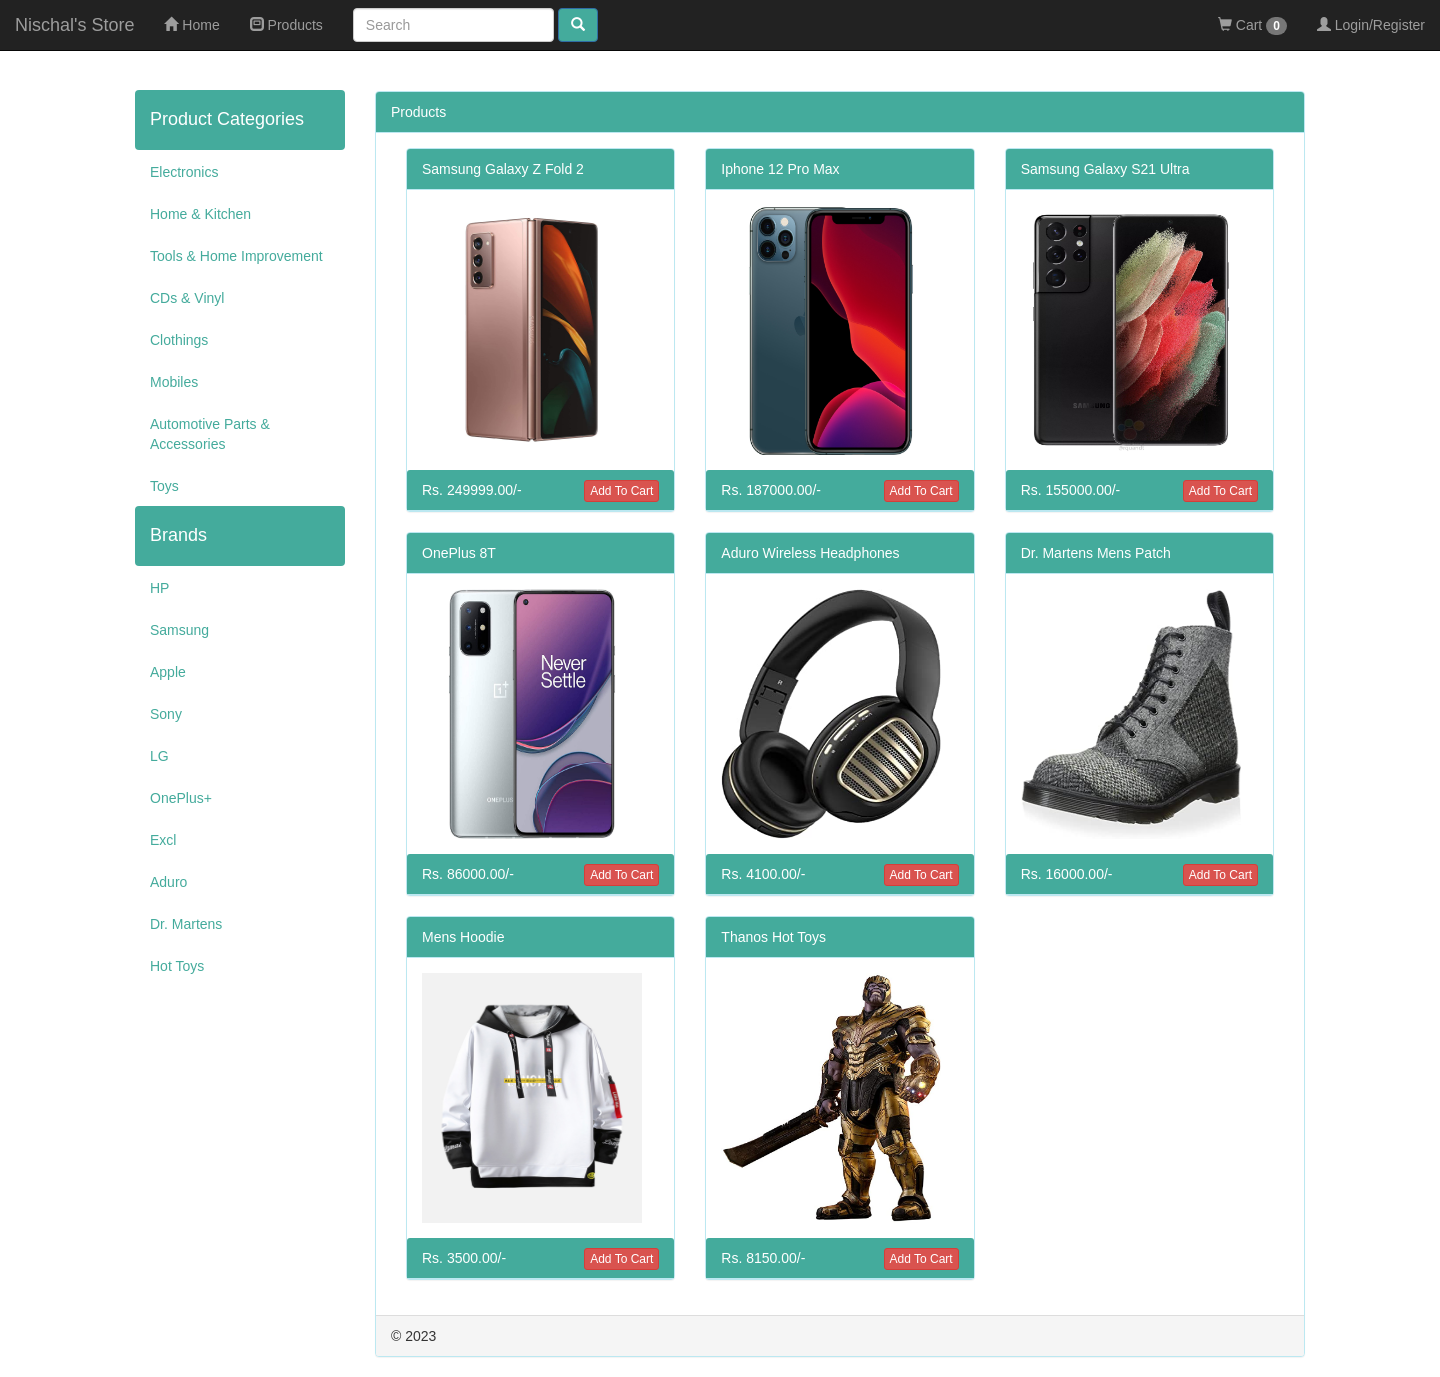 Nischal's Store
Home
Products
Search
Cart 0
Login/Register
Product Categories
Electronics
Home & Kitchen
Tools & Home Improvement
CDs & Vinyl
Clothings
Mobiles
Automotive Parts &
Accessories
Toys
Brands
HP
Samsung
Apple
Sony
LG
OnePlus+
Excl
Aduro
Dr. Martens
Hot Toys
Products
Samsung Galaxy Z Fold 2
Rs. 249999.00/-
Add To Cart
Iphone 12 Pro Max
Rs. 187000.00/-
Add To Cart
Samsung Galaxy S21 Ultra
SAMSUNG
Rs. 155000.00/-
Add To Cart
OnePlus 8T
Never
Settle
ONEPLUS
Rs. 86000.00/-
Add To Cart
Aduro Wireless Headphones
R
Rs. 4100.00/-
Add To Cart
Dr. Martens Mens Patch
Rs. 16000.00/-
Add To Cart
Mens Hoodie
Rs. 3500.00/-
Add To Cart
Thanos Hot Toys
Rs. 8150.00/-
Add To Cart
© 2023